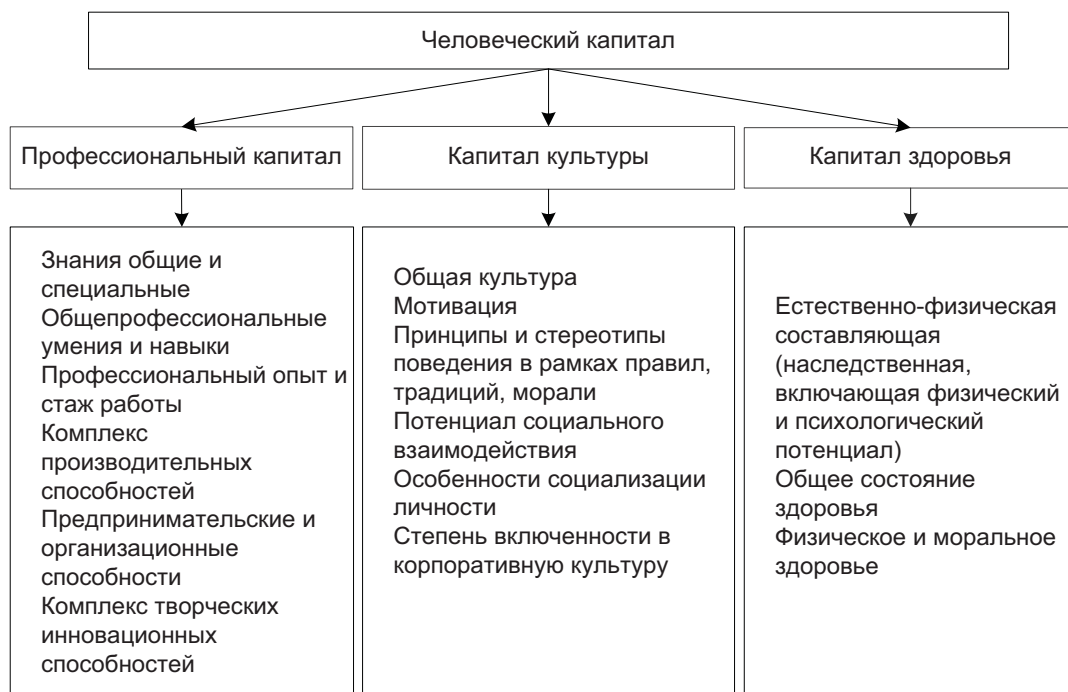 Человеческий капитал
Профессиональный капитал
Капитал культуры
Капитал здоровья
Знания общие и
специальные
Общепрофессиональные
умения и навыки
Профессиональный опыт и
стаж работы
Комплекс
производительных
способностей
Предпринимательские и
организационные
способности
Комплекс творческих
инновационных
способностей
Общая культура
Мотивация
Принципы и стереотипы
поведения в рамках правил,
традиций, морали
Потенциал социального
взаимодействия
Особенности социализации
личности
Степень включенности в
корпоративную культуру
Естественно-физическая
составляющая
(наследственная,
включающая физический
и психологический
потенциал)
Общее состояние
здоровья
Физическое и моральное
здоровье